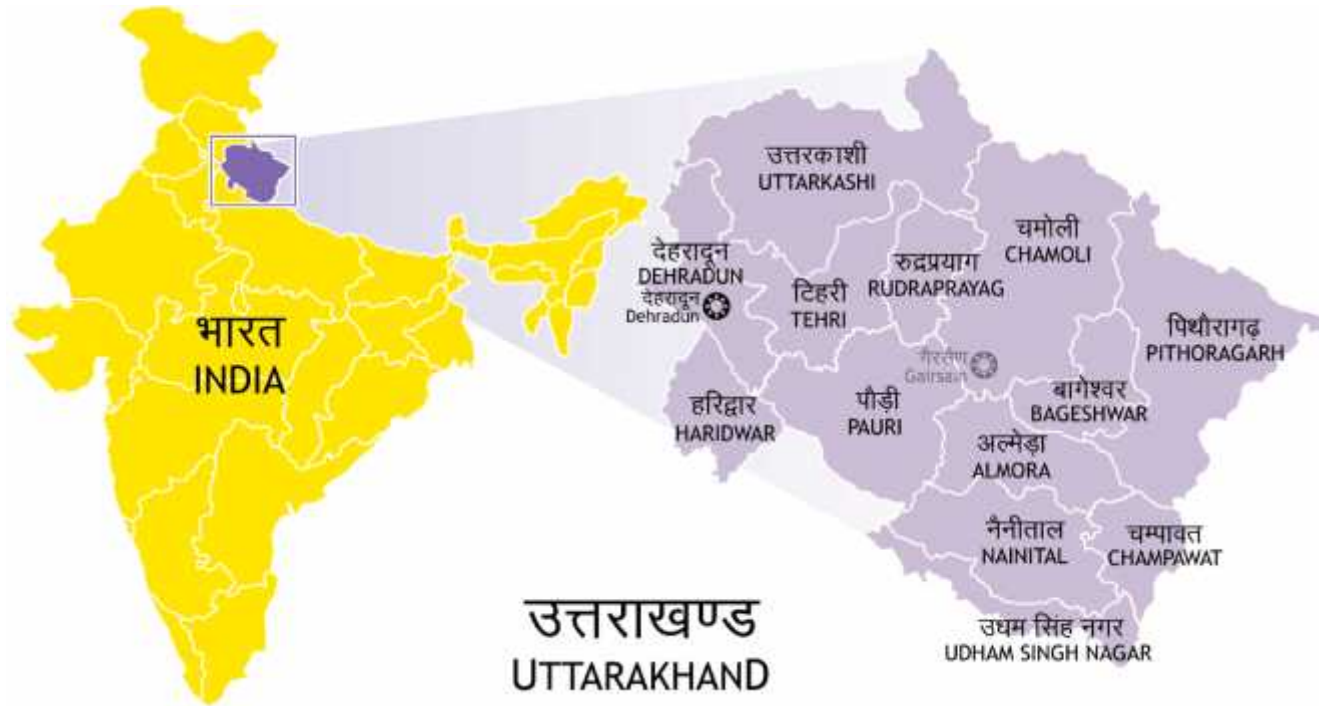 उत्तरकाशी
UTTARKASHI
चमोली
CHAMOLI
देहरादून
DEHRADUN
देहरादून
Dehradun
रुद्रप्रयाग
RUDRAPRAYAG
टिहरी
TEHRI
पिथौरागढ़
PITHORAGARH
भारत
INDIA
गैरसैण
Gairsain
हरिद्वार
HARIDWAR
पौड़ी
PAURI
बागेश्वर
BAGESHWAR
अल्मोड़ा
ALMORA
नैनीताल
NAINITAL
चम्पावत
CHAMPAWAT
उधम सिंह नगर
UDHAM SINGH NAGAR
उत्तराखण्ड
UTTARAKHAND